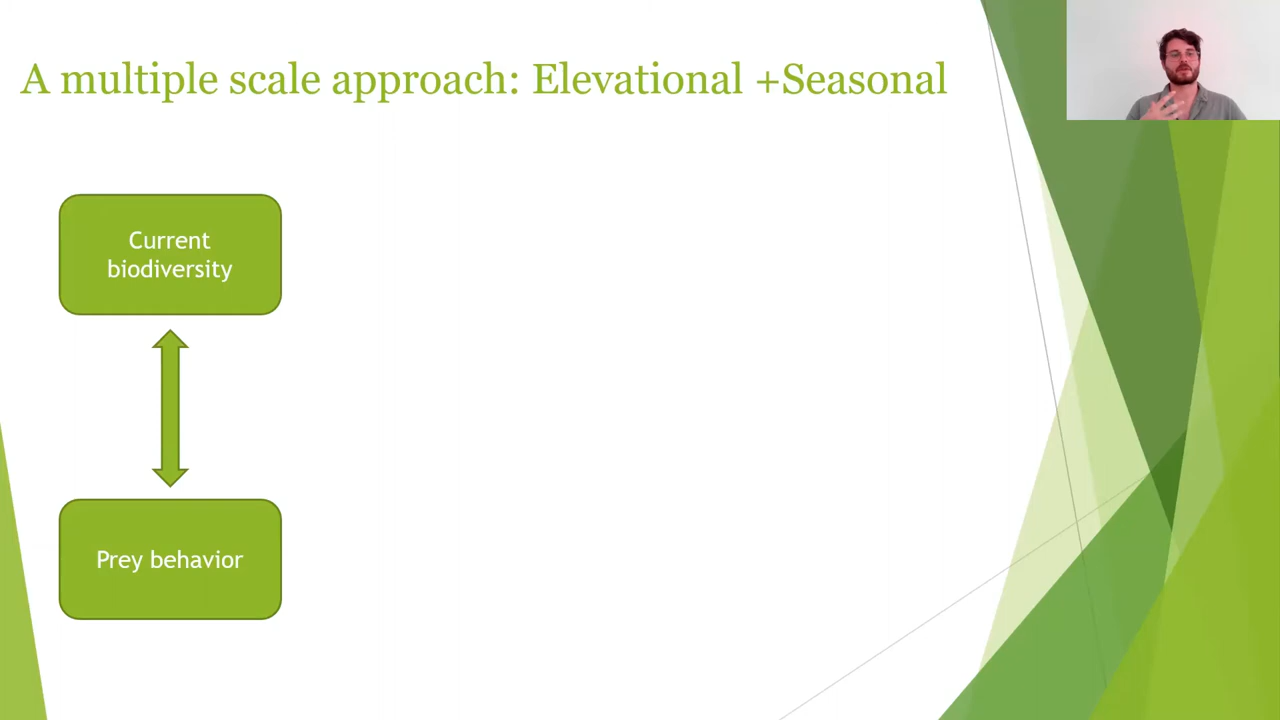 A multiple scale approach: Elevational +Seasonal
Current
biodiversity
Prey behavior